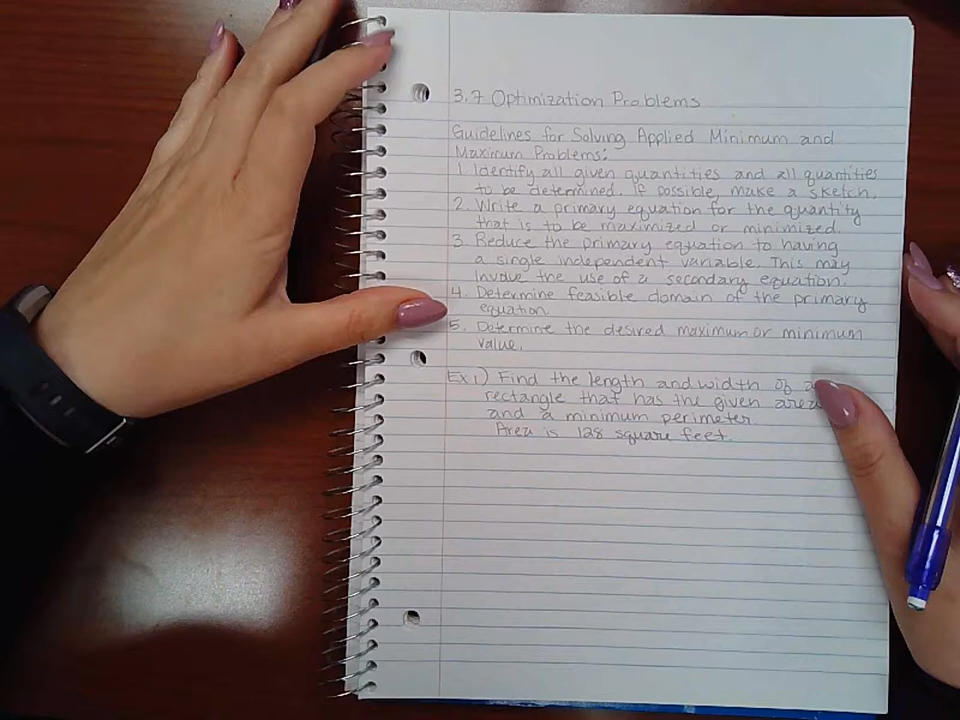 3.7 Optimization Problems
Guidelines for Solving Applied Minimum and
Maximum Problems:
1. Identify all given quantities and all quantities
to be determined. If possible, make a sketch.
2. Write a primary equation for the quantity
that is to be maximized or minimized.
3. Reduce the primary equation to having
a single independent variable. This may
involve the use of a secondary equation.
4. Determine feasible domain of the primary
equation.
5. Determine the desired maximum or minimum
value.
Ex 1) Find the length and width of a
rectangle that has the given area
and a minimum perimeter.
Area is 128 square feet.